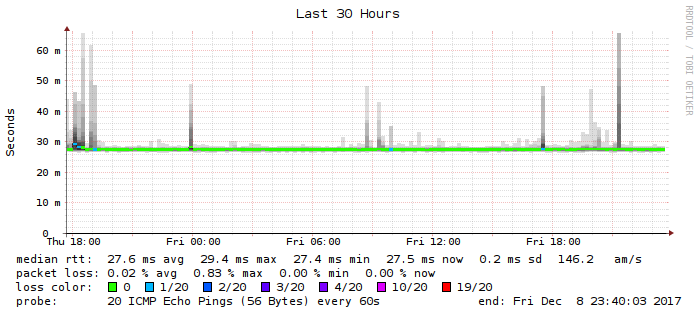 Last 30 Hours
RRDTOOL / TOBI OETIKER
Seconds
60 m
50 m
40 m
30 m
20 m
10 m
0
Thu 18:00 Fri 00:00 Fri 06:00 Fri 12:00 Fri 18:00
median rtt: 27.6 ms avg 29.4 ms max 27.4 ms min 27.5 ms now 0.2 ms sd 146.2 am/s
packet loss: 0.02 % avg 0.83 % max 0.00 % min 0.00 % now
loss color: 0 1/20 2/20 3/20 4/20 10/20 19/20
probe: 20 ICMP Echo Pings (56 Bytes) every 60s end: Fri Dec 8 23:40:03 2017